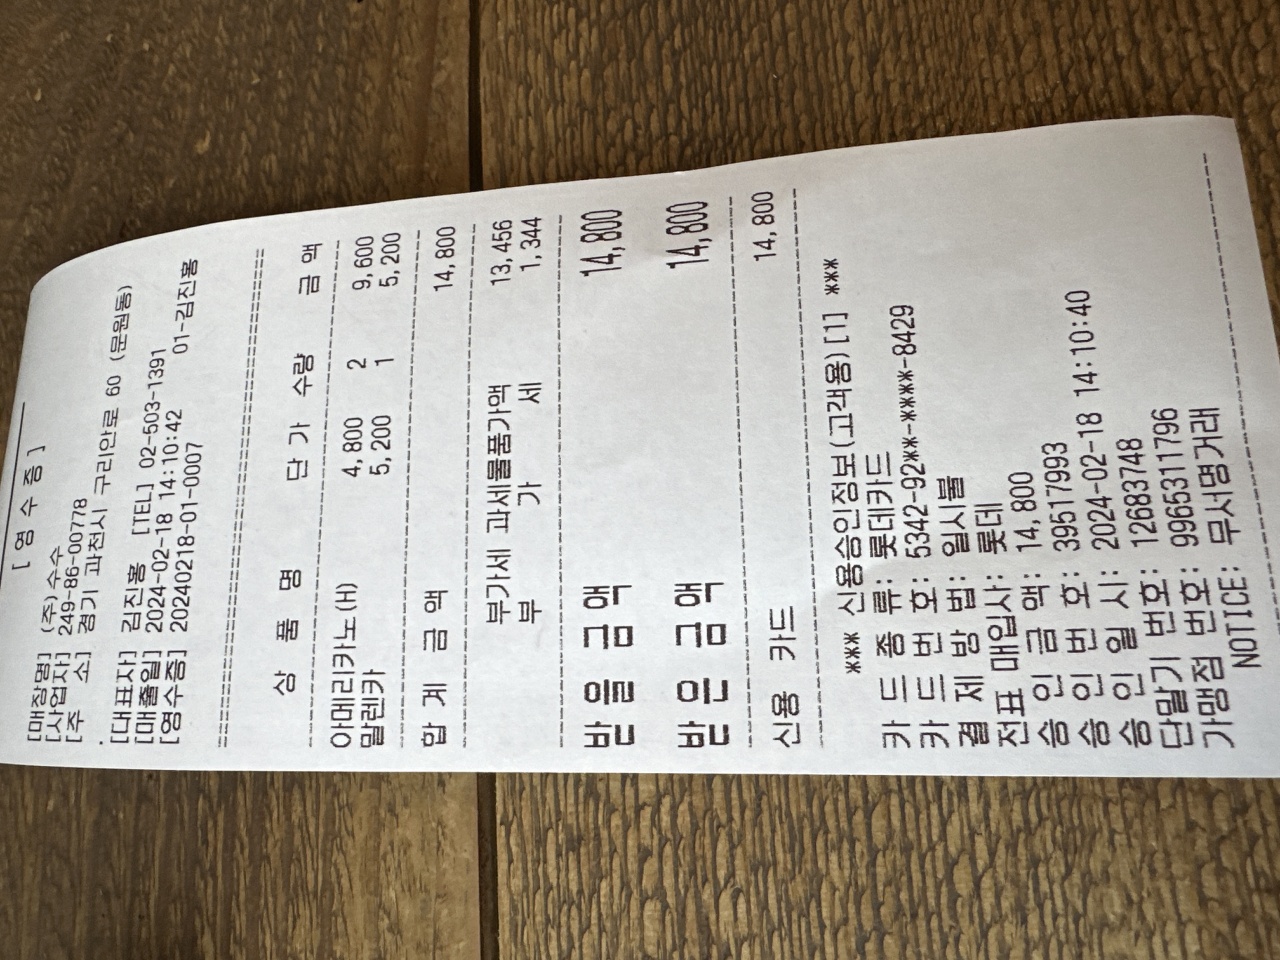 [ 영 수 증 ]
[매장명] (주)수수
[사업자] 249-86-00778
[주 소] 경기 과천시 구리안로 60 (문원동)
.
[대표자] 김진홍 [TEL] 02-503-1391
[매출일] 2024-02-18 14:10:42
[영수증] 20240218-01-0007 01-김진홍
상 품 명 단 가 수량 금 액
아메리카노(H) 4,800 2 9,600
말렌카 5,200 1 5,200
합 계 금 액 14,800
부가세 과세물품가액 13,456
부 가 세 1,344
받 을 금 액 14,800
받 은 금 액 14,800
신용 카드 14,800
*** 신용승인정보(고객용) [1] ***
카 드 종 류: 롯데카드
카 드 번 호: 5342-92**-****-8429
결 제 방 법: 일시불
전표 매입사: 롯데
승 인 금 액: 14,800
승 인 번 호: 39517993
승 인 일 시: 2024-02-18 14:10:40
단말기 번호: 12683748
가맹점 번호: 9965311796
NOTICE: 무서명거래